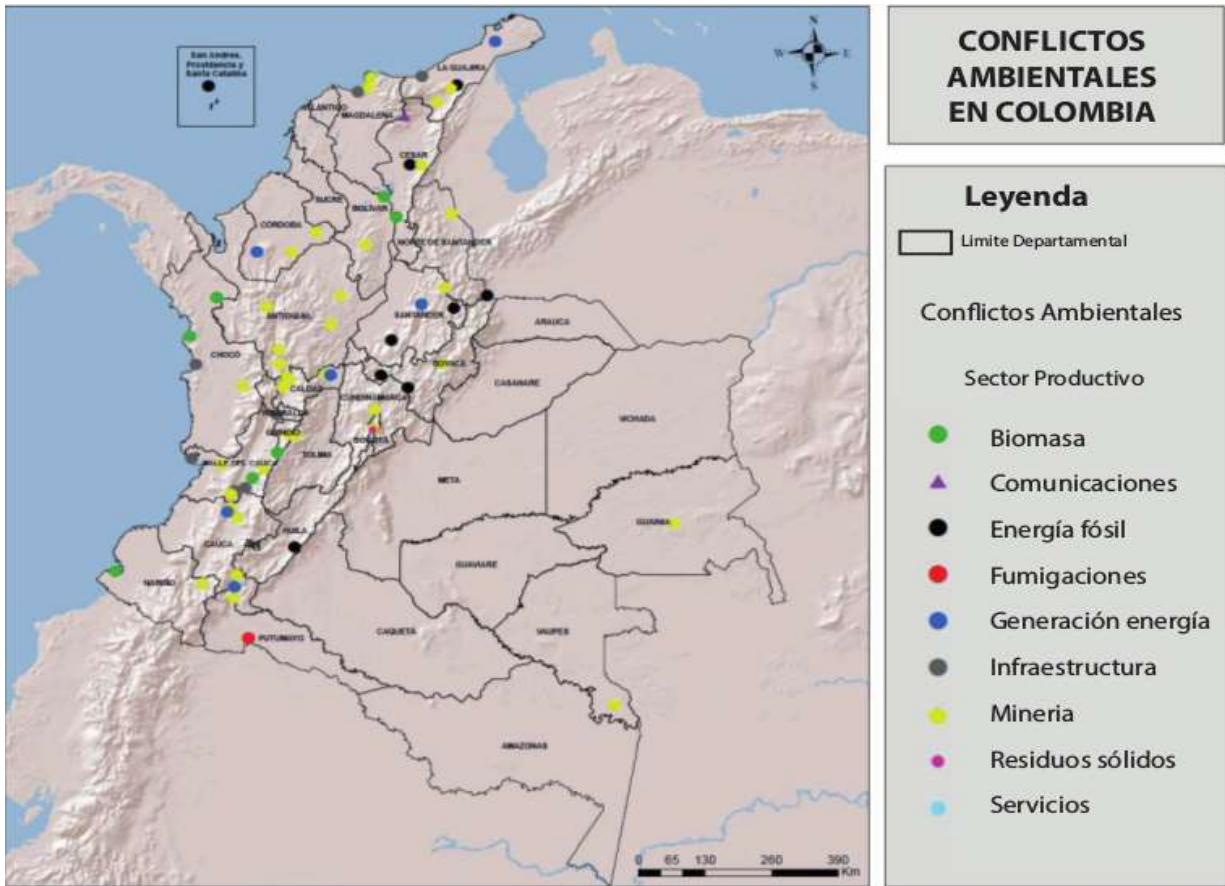 CONFLICTOS
AMBIENTALES
EN COLOMBIA
Leyenda
Limite Departamental
Conflictos Ambientales
Sector Productivo
Biomasa
Comunicaciones
Energía fósil
Fumigaciones
Generación energía
Infraestructura
Mineria
Residuos sólidos
Servicios
San Andres,
Providencia y
Santa Catalina
N
W E
S
LA GUAJIRA
MAGDALENA
CESAR
SUCRE
BOLIVAR
CORDOBA
NORTE DE SANTANDER
ANTIOQUIA
SANTANDER
ARAUCA
CHOCO
BOYACA
CALDAS
CASANARE
CUNDINAMARCA
VICHADA
BOGOTA
TOLIMA
VALLE DEL CAUCA
META
GUAINIA
HUILA
CAUCA
GUAVIARE
NARIÑO
PUTUMAYO
CAQUETA
VAUPES
AMAZONAS
0 65 130 260 390
Km